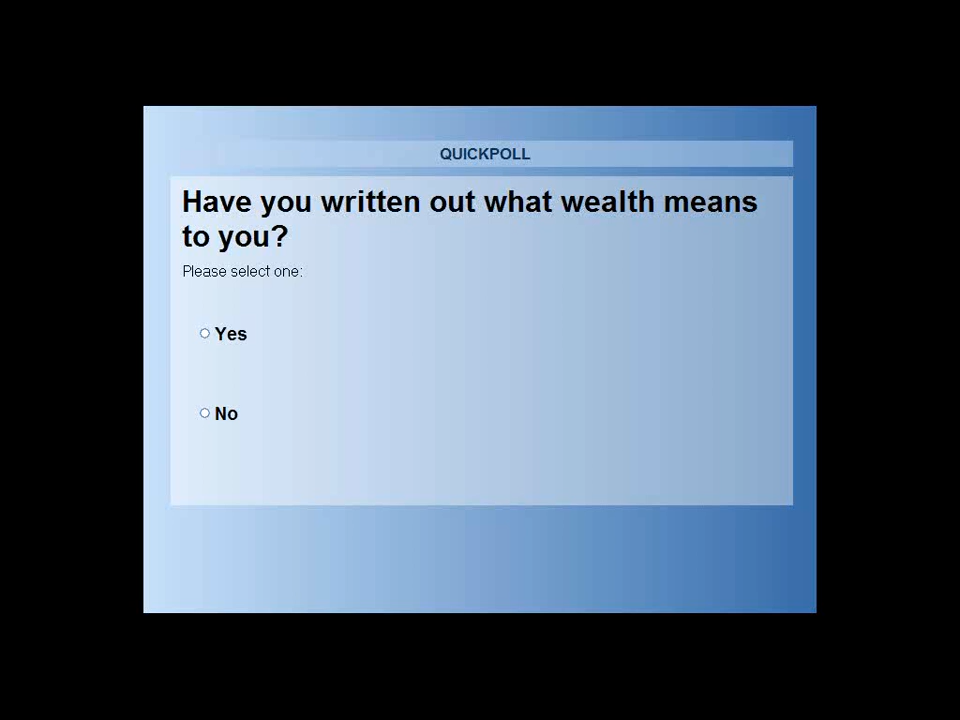 QUICKPOLL
Have you written out what wealth means
to you?
Please select one:
Yes
No